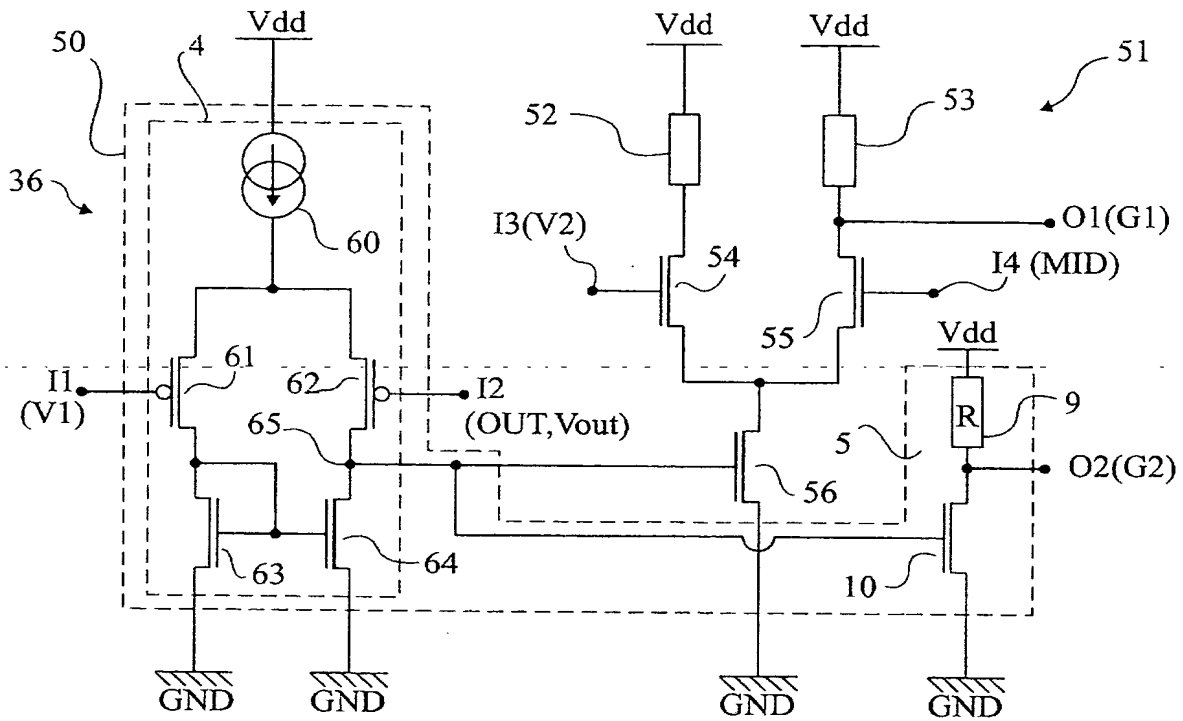 Vdd
50
4
Vdd
Vdd
51
52
53
36
60
I3(V2)
54
O1(G1)
I4 (MID)
55
Vdd
61
62
I1
(V1)
I2
(OUT,Vout)
65
5
R
9
56
O2(G2)
63
64
10
GND
GND
GND
GND